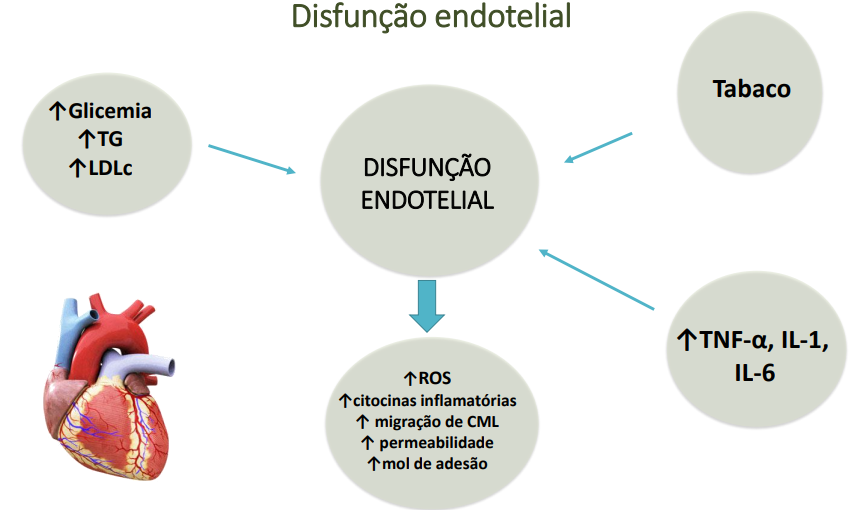 Disfunção endotelial
↑Glicemia
↑TG
↑LDLc
DISFUNÇÃO
ENDOTELIAL
Tabaco
↑TNF-α, IL-1,
IL-6
↑ROS
↑citocinas inflamatórias
↑ migração de CML
↑ permeabilidade
↑mol de adesão